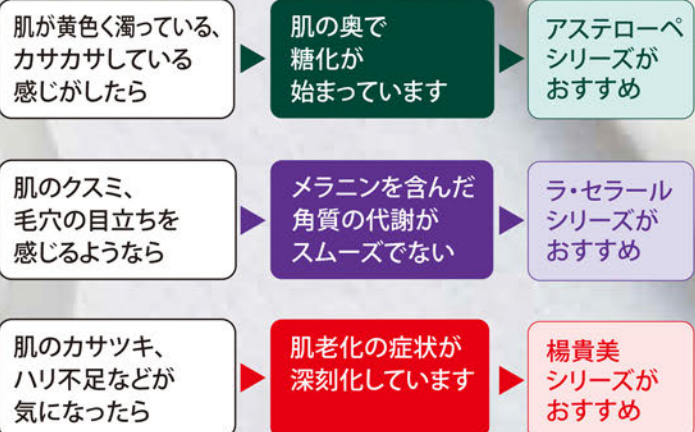 肌が黄色く濁っている、
カサカサしている
感じがしたら
肌の奥で
糖化が
始まっています
アステローペ
シリーズが
おすすめ
肌のクスミ、
毛穴の目立ちを
感じるようなら
メラニンを含んだ
角質の代謝が
スムーズでない
ラ・セラール
シリーズが
おすすめ
肌のカサツキ、
ハリ不足などが
気になったら
肌老化の症状が
深刻化しています
楊貴美
シリーズが
おすすめ